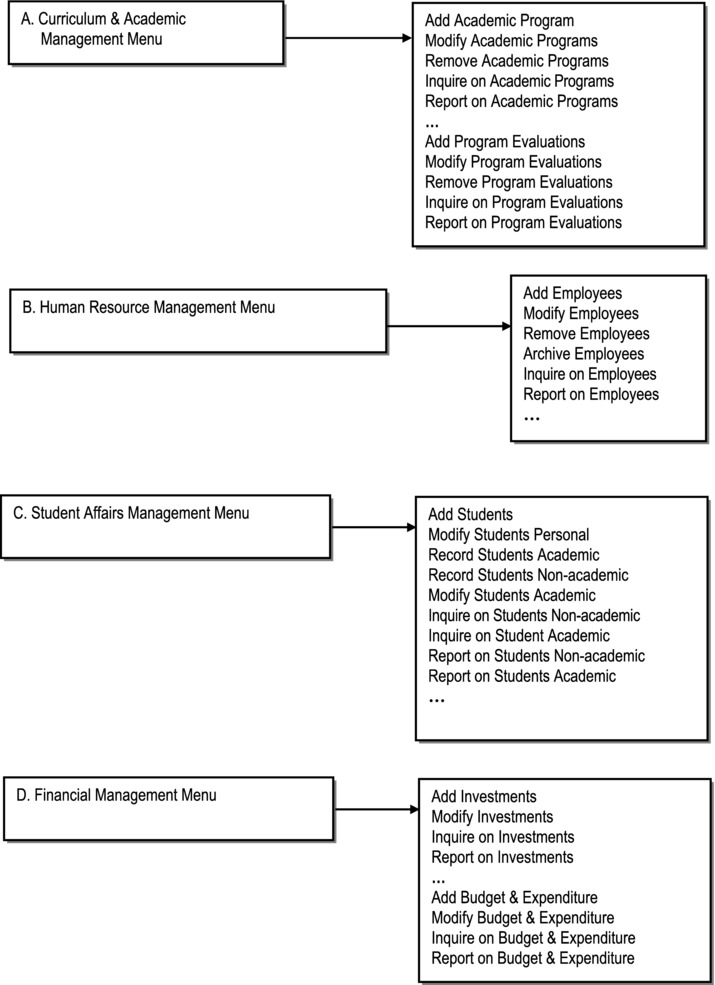 A. Curriculum & Academic
Management Menu
Add Academic Program
Modify Academic Programs
Remove Academic Programs
Inquire on Academic Programs
Report on Academic Programs
...
Add Program Evaluations
Modify Program Evaluations
Remove Program Evaluations
Inquire on Program Evaluations
Report on Program Evaluations
B. Human Resource Management Menu
Add Employees
Modify Employees
Remove Employees
Archive Employees
Inquire on Employees
Report on Employees
...
C. Student Affairs Management Menu
Add Students
Modify Students Personal
Record Students Academic
Record Students Non-academic
Modify Students Academic
Inquire on Students Non-academic
Inquire on Student Academic
Report on Students Non-academic
Report on Students Academic
...
D. Financial Management Menu
Add Investments
Modify Investments
Inquire on Investments
Report on Investments
...
Add Budget & Expenditure
Modify Budget & Expenditure
Inquire on Budget & Expenditure
Report on Budget & Expenditure